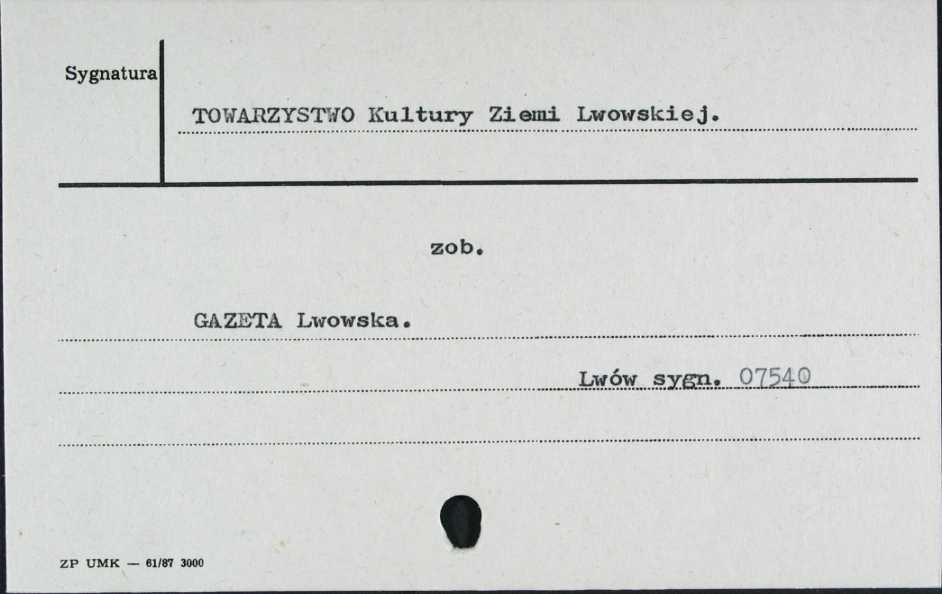 Sygnatura
TOWARZYSTWO Kultury Ziemi Lwowskiej.
zob.
GAZETA Lwowska.
Lwów sygn. 07540
ZP UMK — 61/87 3000